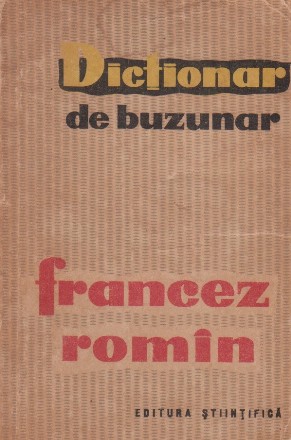 Dicționar
de buzunar
francez
romîn
EDITURA ȘTIINȚIFICĂ